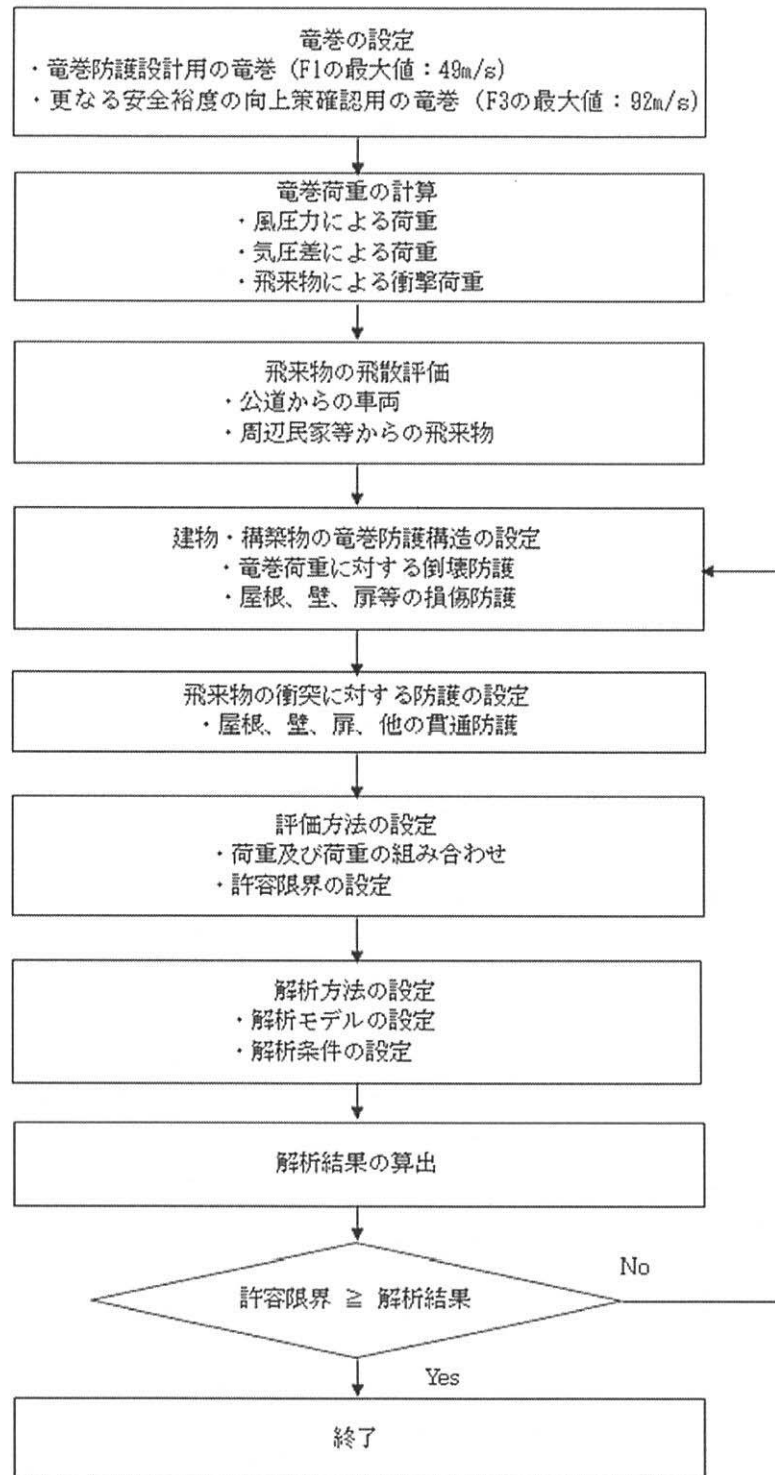 竜巻の設定
・竜巻防護設計用の竜巻 (F1の最大値：49m/s)
・更なる安全裕度の向上策確認用の竜巻 (F3の最大値：92m/s)
竜巻荷重の計算
・風圧力による荷重
・気圧差による荷重
・飛来物による衝撃荷重
飛来物の飛散評価
・公道からの車両
・周辺民家等からの飛来物
建物・構築物の竜巻防護構造の設定
・竜巻荷重に対する倒壊防護
・屋根、壁、扉等の損傷防護
飛来物の衝突に対する防護の設定
・屋根、壁、扉、他の貫通防護
評価方法の設定
・荷重及び荷重の組み合わせ
・許容限界の設定
解析方法の設定
・解析モデルの設定
・解析条件の設定
解析結果の算出
許容限界 ≧ 解析結果
No
Yes
終了